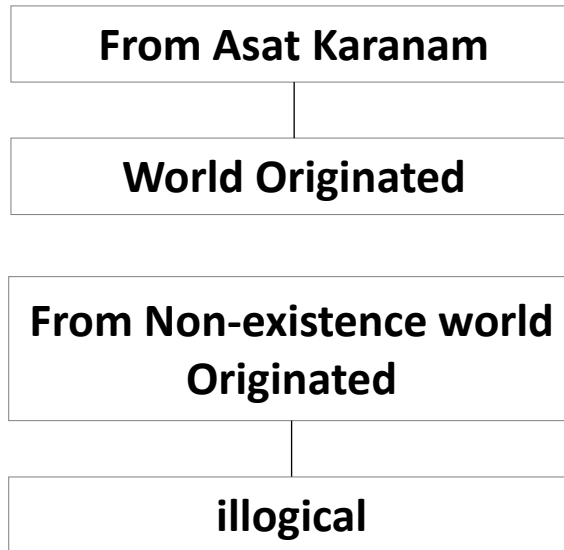 From Asat Karanam
World Originated
From Non-existence world
Originated
illogical